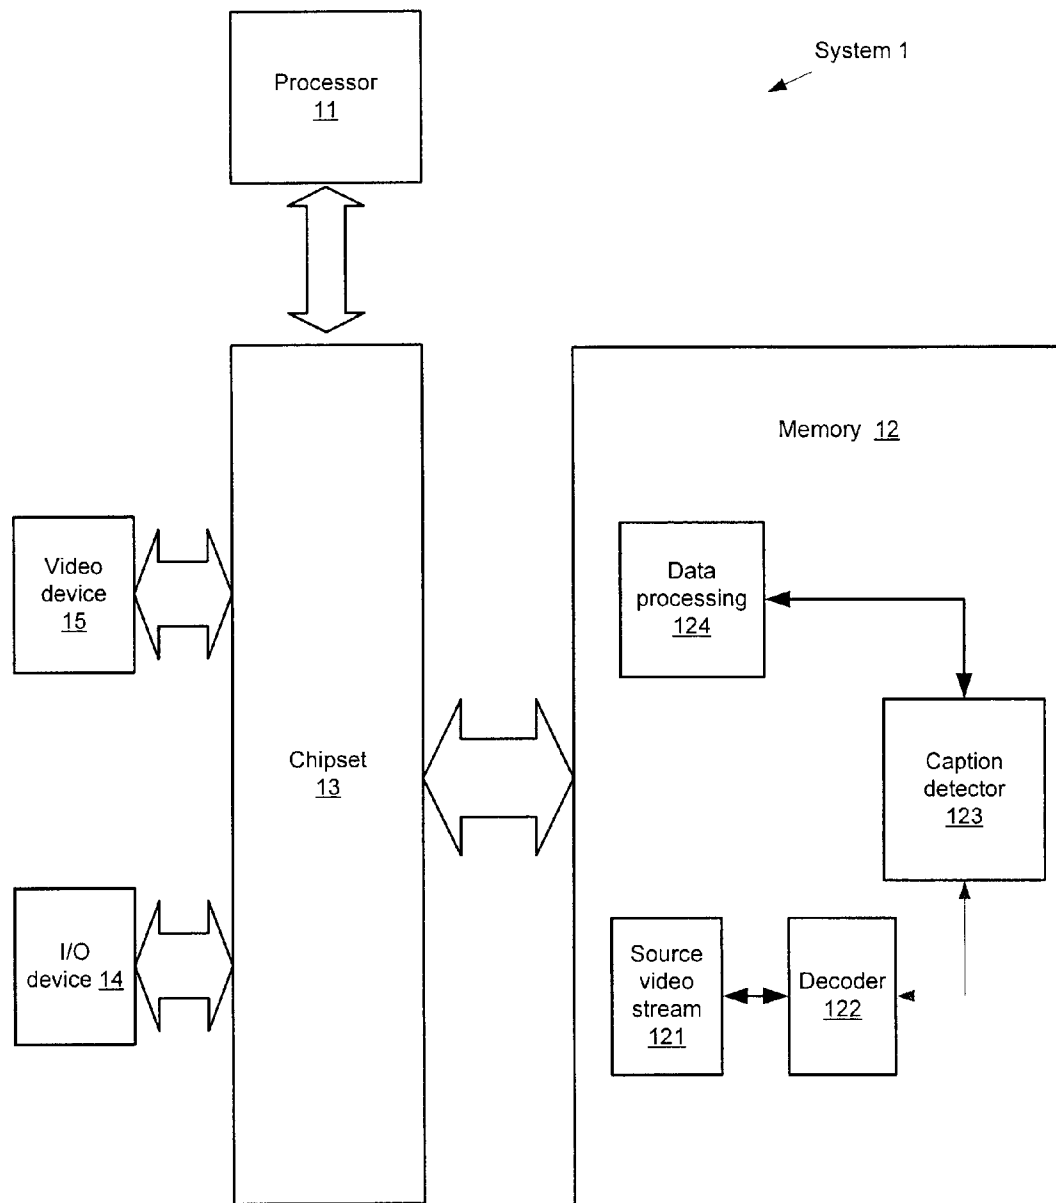 System 1
Processor
11
Memory 12
Video
device
15
Data
processing
124
Chipset
13
Caption
detector
123
I/O
device 14
Source
video
stream
121
Decoder
122